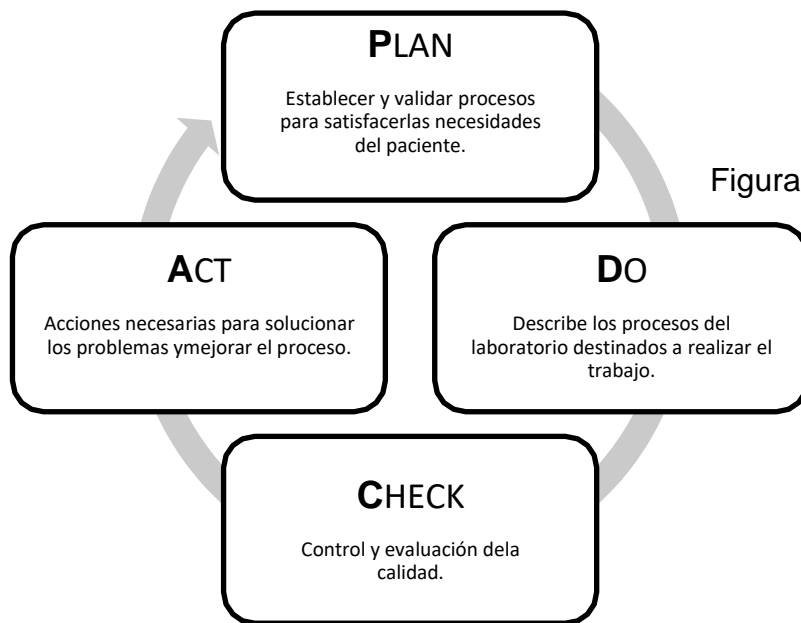 PLAN
Establecer y validar procesos
para satisfacerlas necesidades
del paciente.
Figura
ACT
Acciones necesarias para solucionar
los problemas ymejorar el proceso.
DO
Describe los procesos del
laboratorio destinados a realizar el
trabajo.
CHECK
Control y evaluación dela
calidad.